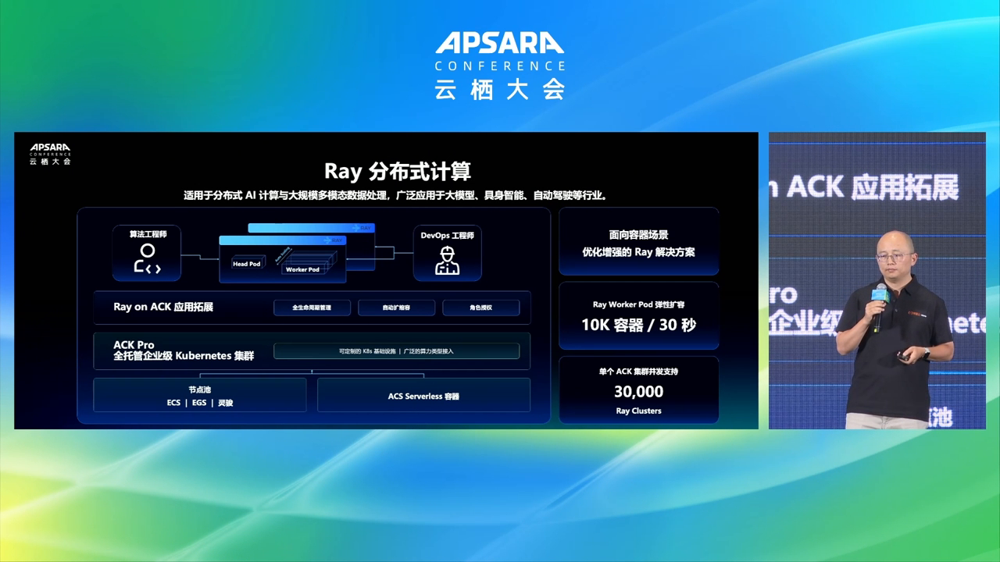 APSARA
CONFERENCE
云栖大会
APSARA
CONFERENCE
云栖大会
Ray 分布式计算
适用于分布式 AI 计算与大规模多模态数据处理，广泛应用于大模型、具身智能、自动驾驶等行业。
算法工程师
RAY
RAY
Head Pod
Worker Pod
DevOps 工程师
Ray on ACK 应用拓展
全生命周期管理
自动扩缩容
角色授权
ACK Pro
全托管企业级 Kubernetes 集群
可定制的 K8s 基础设施 | 广泛的算力类型接入
节点池
ECS | EGS | 灵骏
ACS Serverless 容器
面向容器场景
优化增强的 Ray 解决方案
Ray Worker Pod 弹性扩容
10K 容器 / 30 秒
单个 ACK 集群并发支持
30,000
Ray Clusters
n ACK 应用拓展
ro
企业级
nete
点池